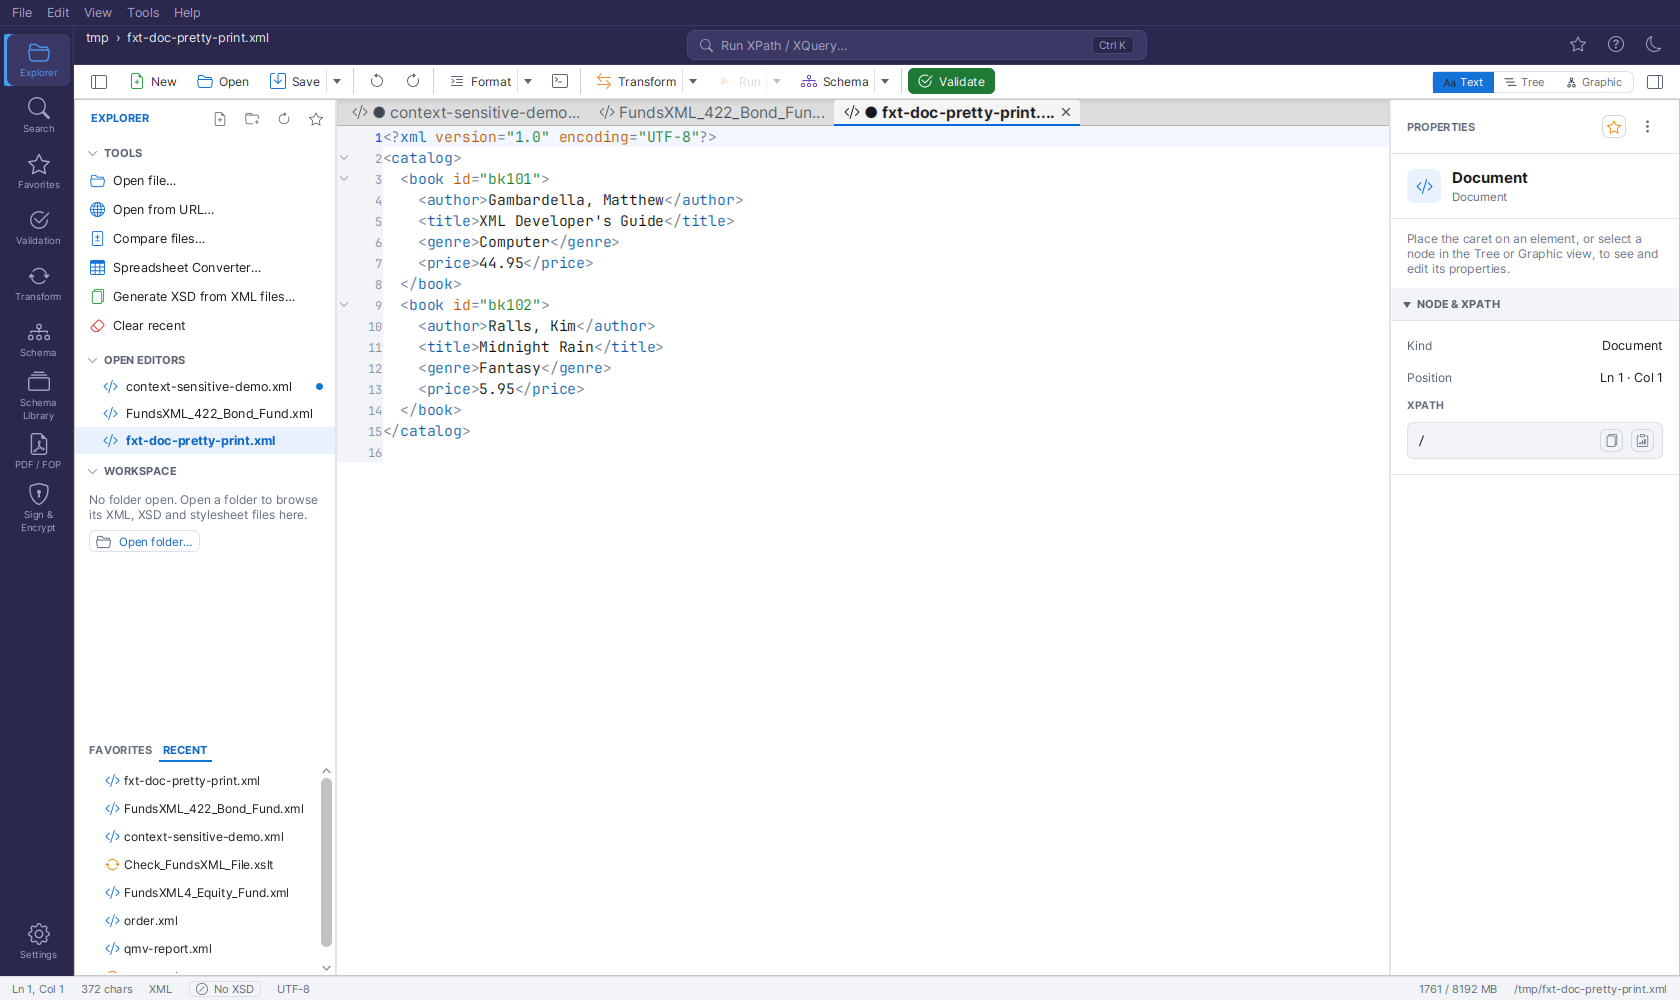 File Edit View Tools Help
tmp › fxt-doc-pretty-print.xml
Run XPath / XQuery... Ctrl K
New Open Save Format Transform Run Schema Validate
Aa Text Tree Graphic
Explorer
Search
Favorites
Validation
Transform
Schema
Schema
Library
PDF / FOP
Sign &
Encrypt
Settings
EXPLORER
TOOLS
Open file...
Open from URL...
Compare files...
Spreadsheet Converter...
Generate XSD from XML files...
Clear recent
OPEN EDITORS
context-sensitive-demo.xml
FundsXML_422_Bond_Fund.xml
fxt-doc-pretty-print.xml
WORKSPACE
No folder open. Open a folder to browse
its XML, XSD and stylesheet files here.
Open folder...
FAVORITES RECENT
fxt-doc-pretty-print.xml
FundsXML_422_Bond_Fund.xml
context-sensitive-demo.xml
Check_FundsXML_File.xslt
FundsXML4_Equity_Fund.xml
order.xml
qmv-report.xml
context-sensitive-demo... FundsXML_422_Bond_Fun... fxt-doc-pretty-print....
1 <?xml version="1.0" encoding="UTF-8"?>
2 <catalog>
3 <book id="bk101">
4 <author>Gambardella, Matthew</author>
5 <title>XML Developer's Guide</title>
6 <genre>Computer</genre>
7 <price>44.95</price>
8 </book>
9 <book id="bk102">
10 <author>Ralls, Kim</author>
11 <title>Midnight Rain</title>
12 <genre>Fantasy</genre>
13 <price>5.95</price>
14 </book>
15 </catalog>
16
PROPERTIES
Document
Document
Place the caret on an element, or select a
node in the Tree or Graphic view, to see and
edit its properties.
NODE & XPATH
Kind Document
Position Ln 1 · Col 1
XPATH
/
Ln 1, Col 1 372 chars XML No XSD UTF-8 1761 / 8192 MB /tmp/fxt-doc-pretty-print.xml